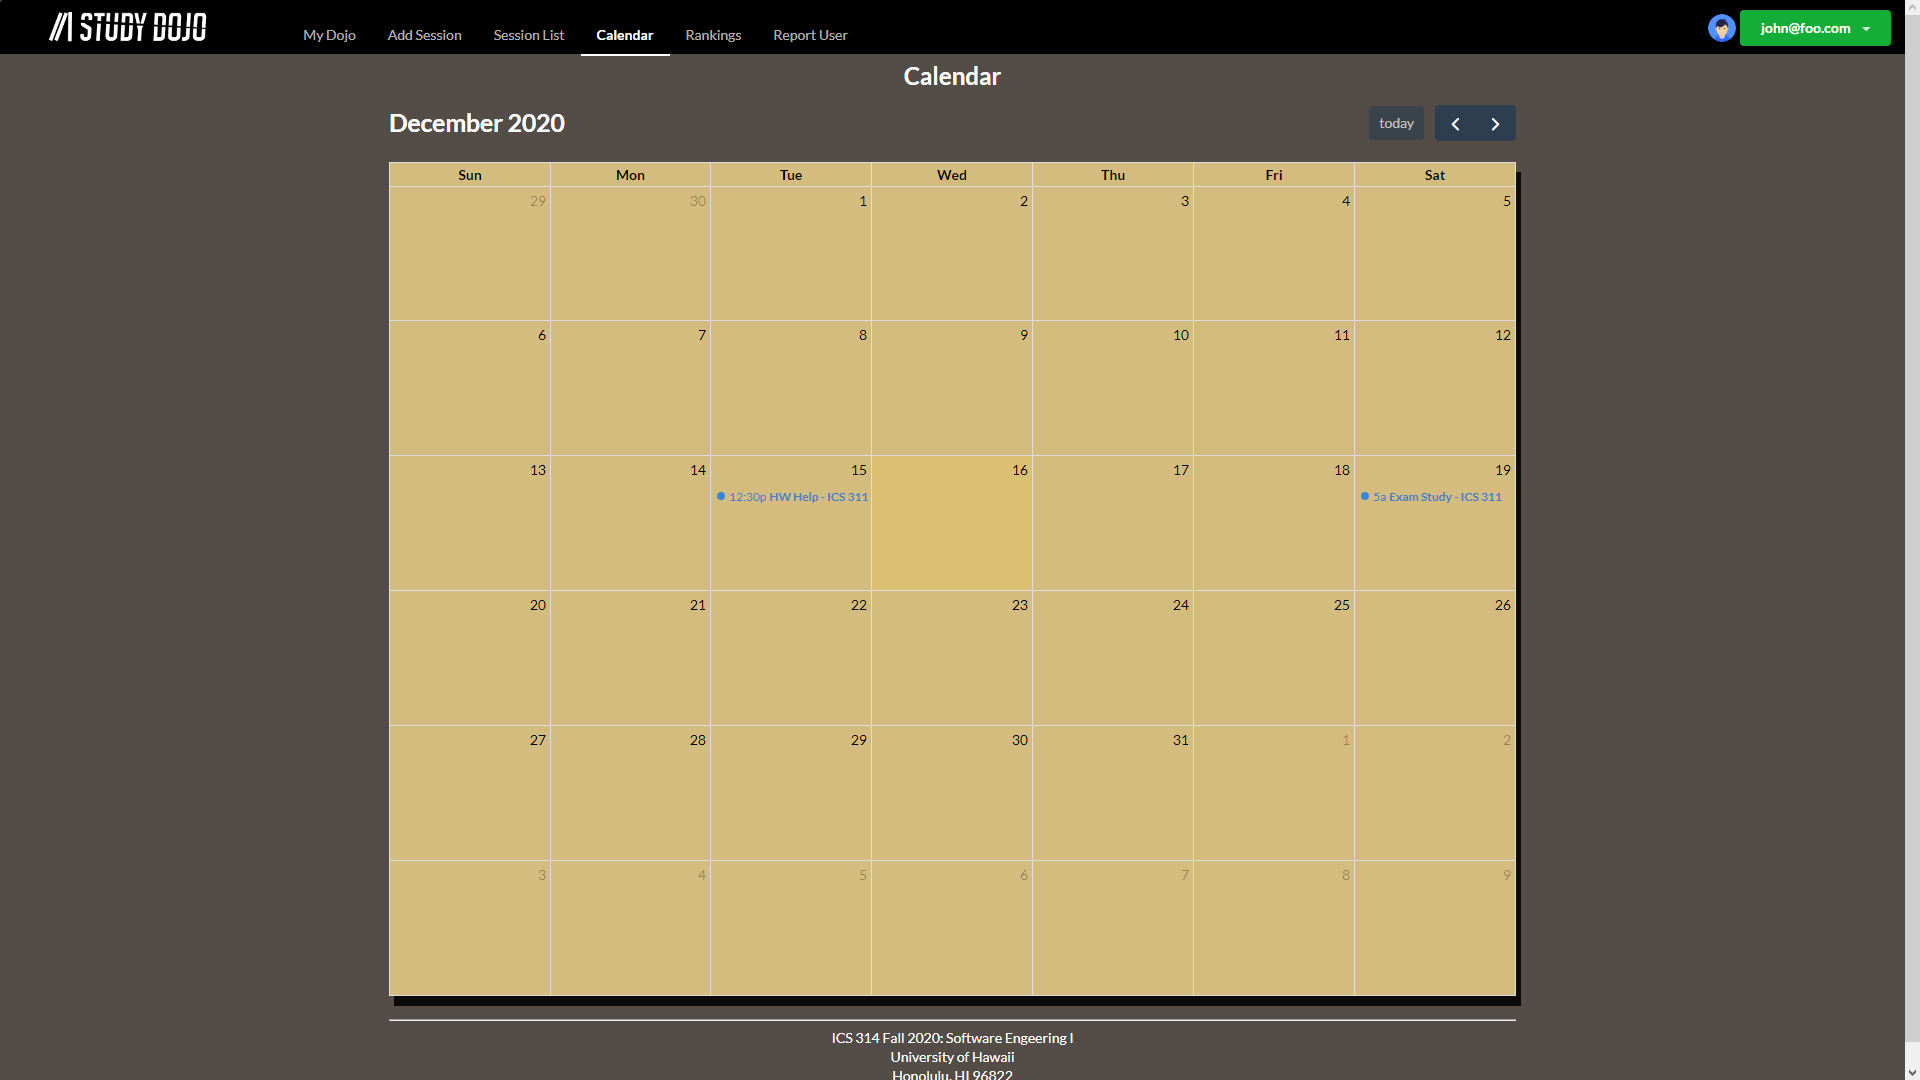 STUDY DOJO
My Dojo Add Session Session List Calendar Rankings Report User
john@foo.com
Calendar
December 2020
today
Sun Mon Tue Wed Thu Fri Sat
29 30 1 2 3 4 5
6 7 8 9 10 11 12
13 14 15 16 17 18 19
12:30p HW Help - ICS 311 5a Exam Study - ICS 311
20 21 22 23 24 25 26
27 28 29 30 31 1 2
3 4 5 6 7 8 9
ICS 314 Fall 2020: Software Engeering I
University of Hawaii
Honolulu, HI 96822